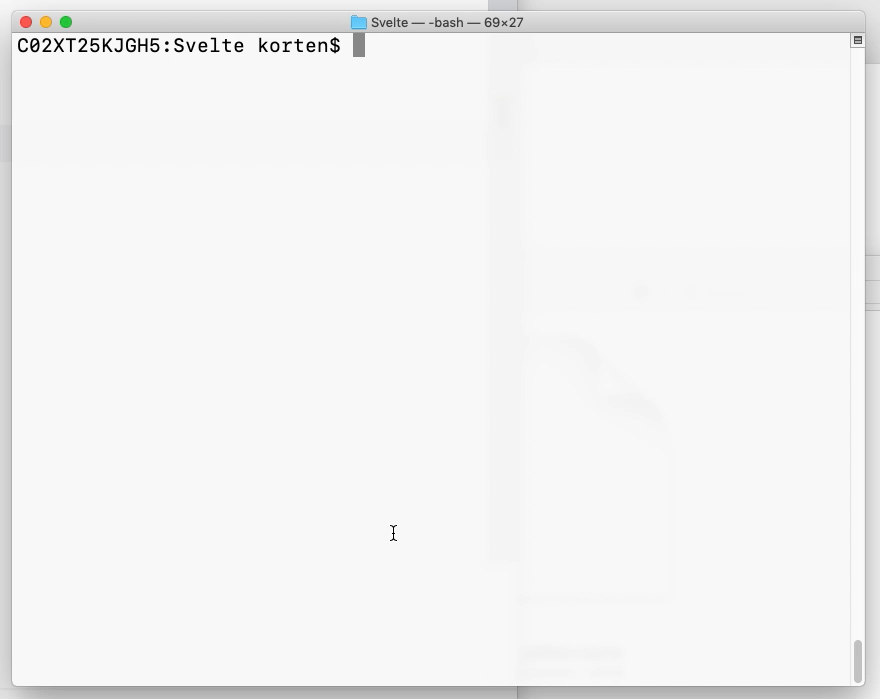 Svelte — -bash — 69×27
C02XT25KJGH5:Svelte korten$